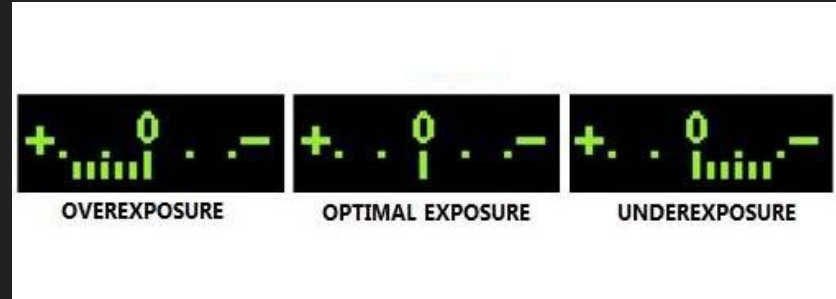 + 0 -
+ 0 -
+ 0 -
OVEREXPOSURE
OPTIMAL EXPOSURE
UNDEREXPOSURE